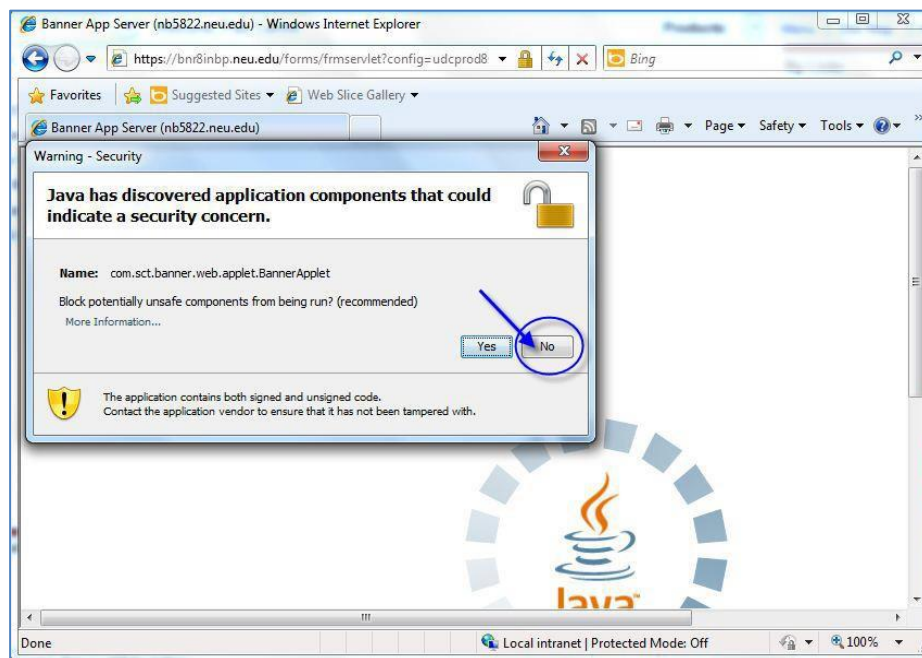 Banner App Server (nb5822.neu.edu) - Windows Internet Explorer
https://bnr8inbp.neu.edu/forms/frmservlet?config=udcprod8
Bing
Favorites
Suggested Sites
Web Slice Gallery
Banner App Server (nb5822.neu.edu)
Page
Safety
Tools
Warning - Security
Java has discovered application components that could
indicate a security concern.
Name: com.sct.banner.web.applet.BannerApplet
Block potentially unsafe components from being run? (recommended)
More Information...
Yes
No
The application contains both signed and unsigned code.
Contact the application vendor to ensure that it has not been tampered with.
Java
Done
Local intranet | Protected Mode: Off
100%